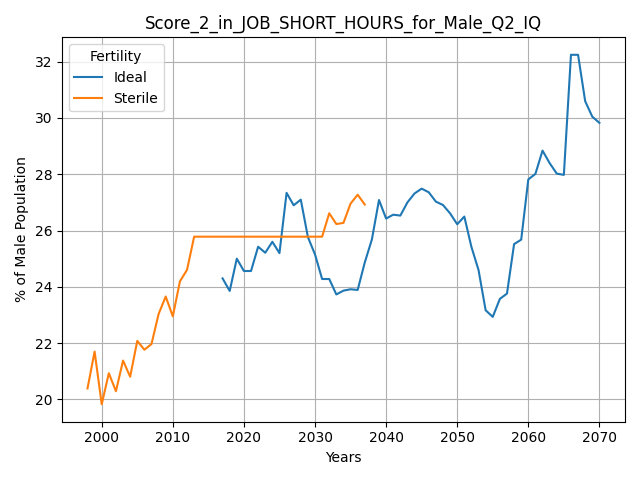 Score_2_in_JOB_SHORT_HOURS_for_Male_Q2_IQ
Fertility
Ideal
Sterile
% of Male Population
32
30
28
26
24
22
20
2000 2010 2020 2030 2040 2050 2060 2070
Years